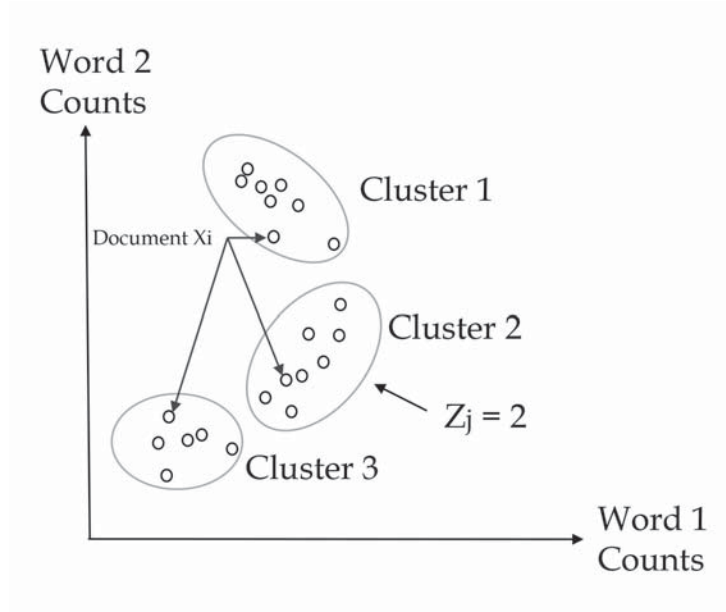 Word 2
Counts
Cluster 1
Document Xi
Cluster 2
Zj = 2
Cluster 3
Word 1
Counts